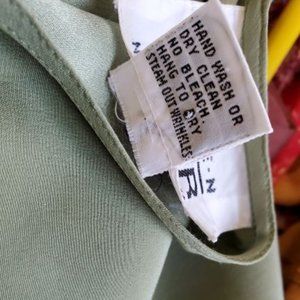 HAND WASH OR
DRY CLEAN
NO BLEACH.
HANG TO DRY
STEAM OUT WRINKLES
N
E-N
R